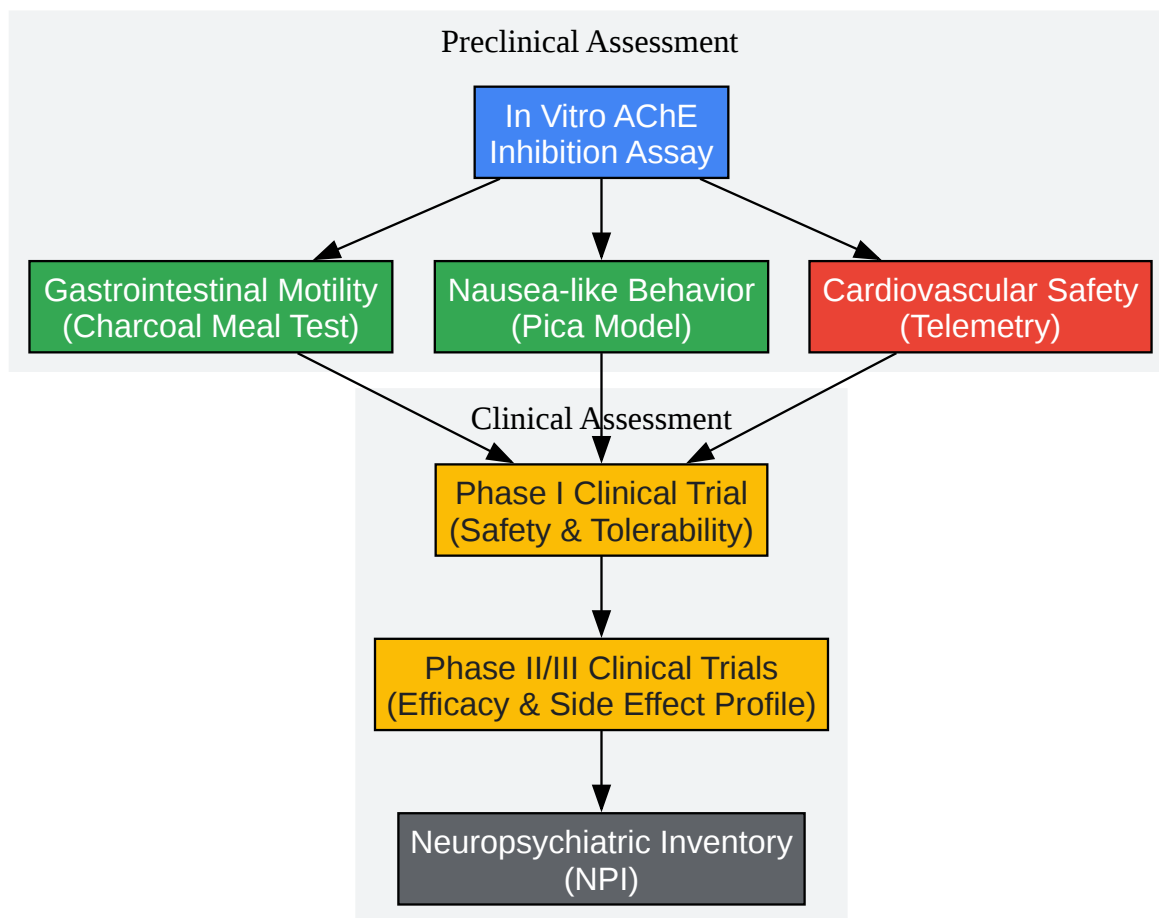 Preclinical Assessment
In Vitro AChE
Inhibition Assay
Gastrointestinal Motility
(Charcoal Meal Test)
Nausea-like Behavior
(Pica Model)
Cardiovascular Safety
(Telemetry)
Clinical Assessment
Phase I Clinical Trial
(Safety & Tolerability)
Phase II/III Clinical Trials
(Efficacy & Side Effect Profile)
Neuropsychiatric Inventory
(NPI)